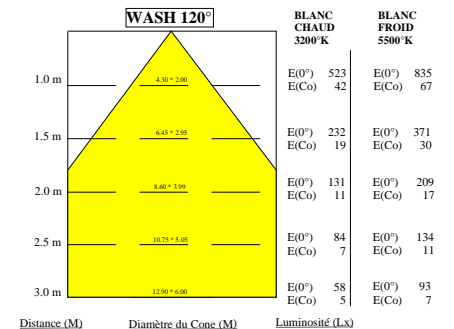 WASH 120°
BLANC CHAUD 3200°K
BLANC FROID 5500°K
1.0 m
4.30 * 2.00
E(0°) 523 E(0°) 835
E(Co) 42 E(Co) 67
1.5 m
6.45 * 2.95
E(0°) 232 E(0°) 371
E(Co) 19 E(Co) 30
2.0 m
8.60 * 3.99
E(0°) 131 E(0°) 209
E(Co) 11 E(Co) 17
2.5 m
10.75 * 5.05
E(0°) 84 E(0°) 134
E(Co) 7 E(Co) 11
3.0 m
12.90 * 6.00
E(0°) 58 E(0°) 93
E(Co) 5 E(Co) 7
Distance (M) Diamètre du Cone (M) Luminosité (Lx)